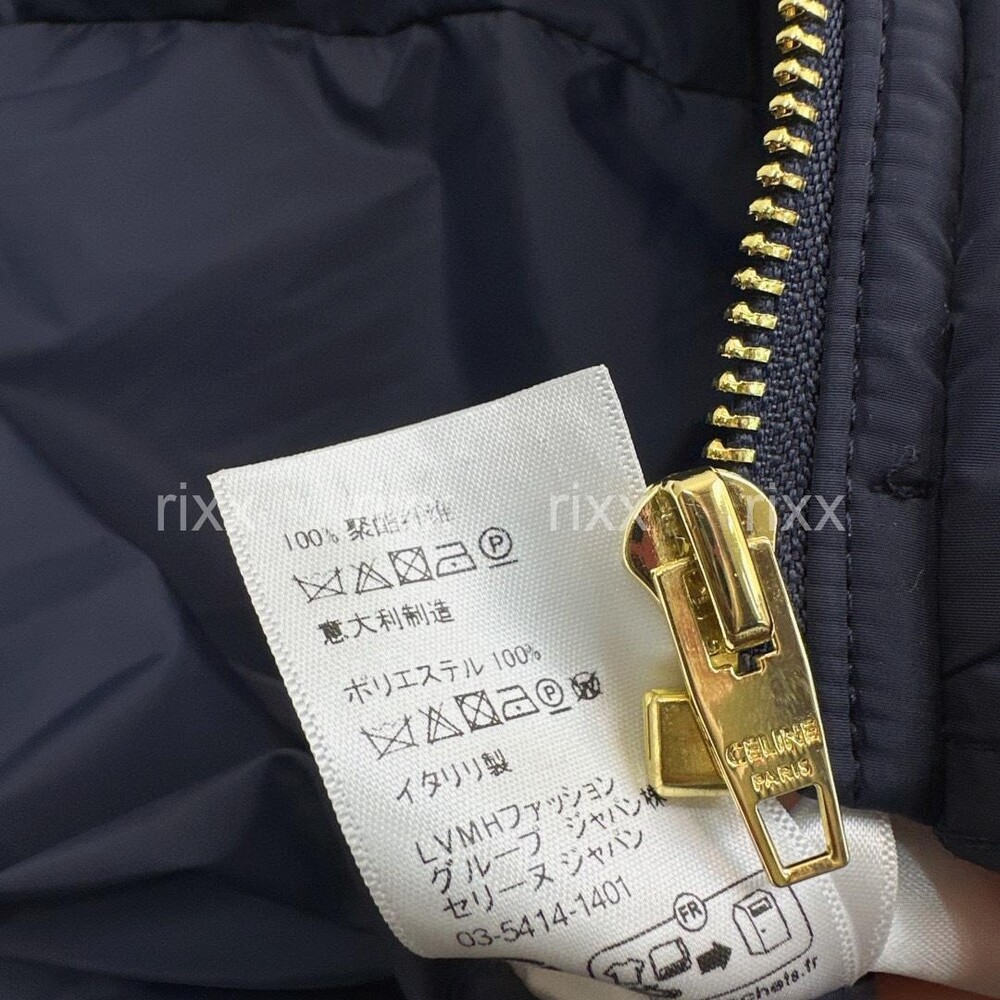 rixx rixx rixx
100% 聚酯纤维
P
意大利制造
ポリエステル 100%
P W
イタリリ製
LVMHファッション
グループ ジャパン株
セリーヌ ジャパン
03-5414-1401
FR
CELINE
PARIS